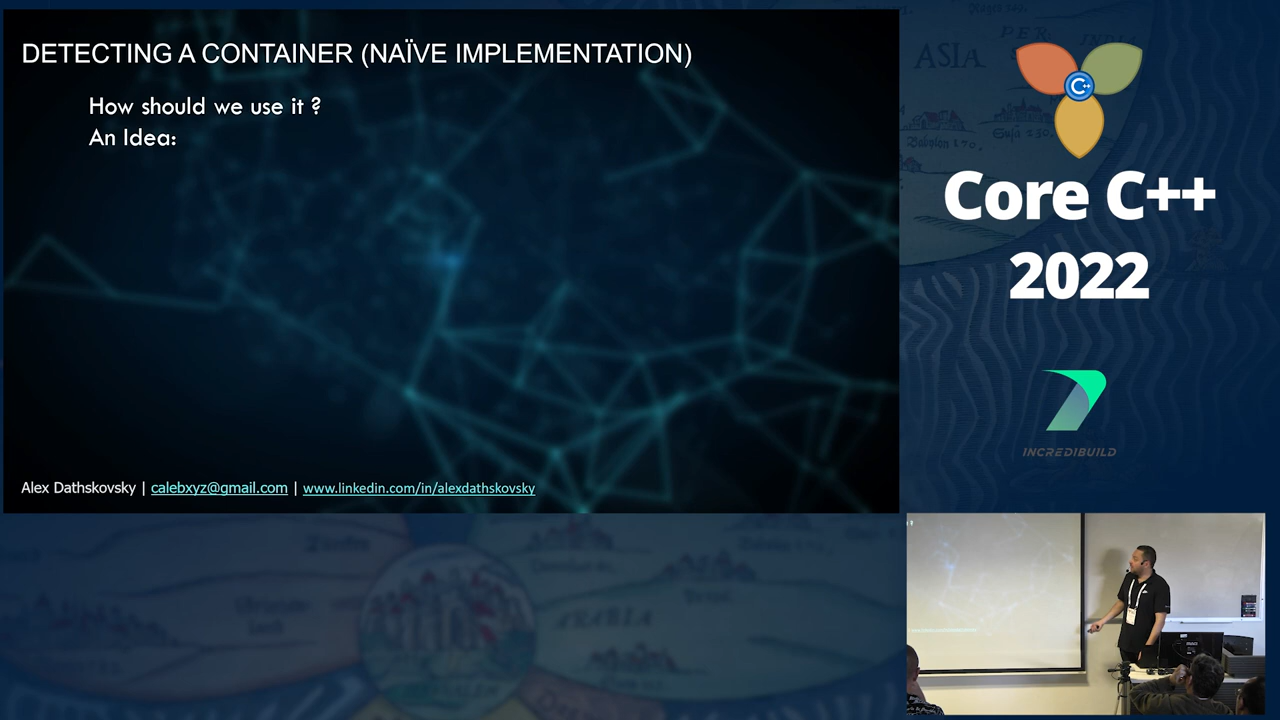 DETECTING A CONTAINER (NAÏVE IMPLEMENTATION)
How should we use it ?
An Idea:
Alex Dathskovsky | calebxyz@gmail.com | www.linkedin.com/in/alexdathskovsky
ASIA
C++
Core C++
2022
INCREDIBUILD